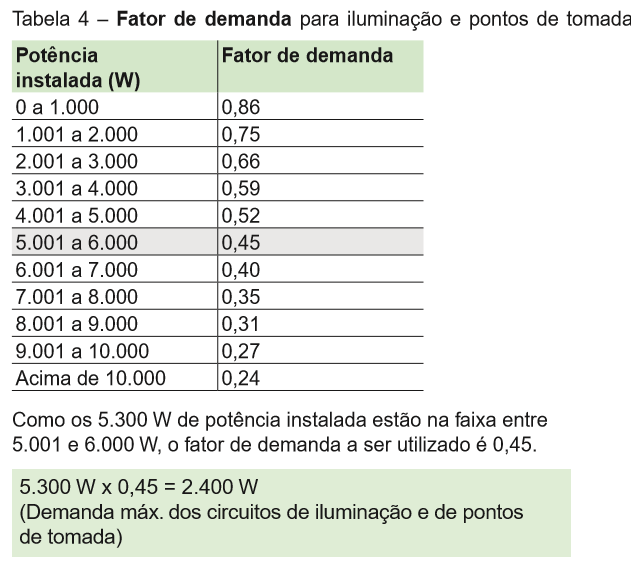 Tabela 4 – Fator de demanda para iluminação e pontos de tomada
Potência instalada (W) Fator de demanda
0 a 1.000 0,86
1.001 a 2.000 0,75
2.001 a 3.000 0,66
3.001 a 4.000 0,59
4.001 a 5.000 0,52
5.001 a 6.000 0,45
6.001 a 7.000 0,40
7.001 a 8.000 0,35
8.001 a 9.000 0,31
9.001 a 10.000 0,27
Acima de 10.000 0,24
Como os 5.300 W de potência instalada estão na faixa entre
5.001 e 6.000 W, o fator de demanda a ser utilizado é 0,45.
5.300 W x 0,45 = 2.400 W
(Demanda máx. dos circuitos de iluminação e de pontos
de tomada)